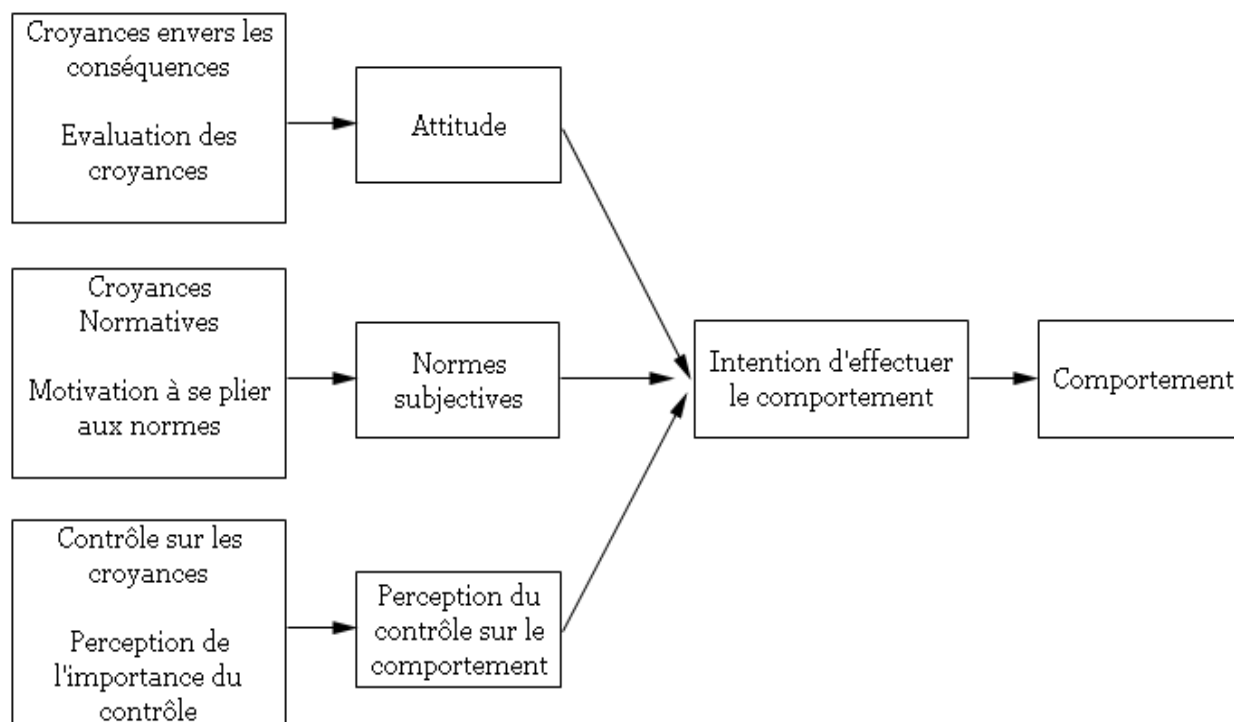 Croyances envers les
conséquences
Evaluation des
croyances
Attitude
Croyances
Normatives
Motivation à se plier
aux normes
Normes
subjectives
Intention d'effectuer
le comportement
Comportement
Contrôle sur les
croyances
Perception de
l'importance du
contrôle
Perception du
contrôle sur le
comportement